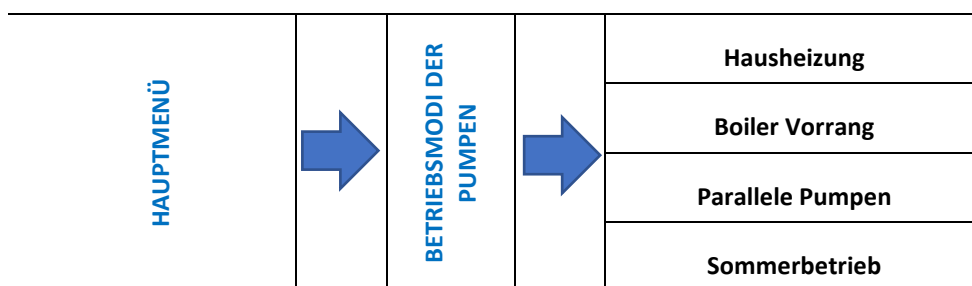 HAUPTMENÜ
BETRIEBSMODI DER
PUMPEN
Hausheizung
Boiler Vorrang
Parallele Pumpen
Sommerbetrieb